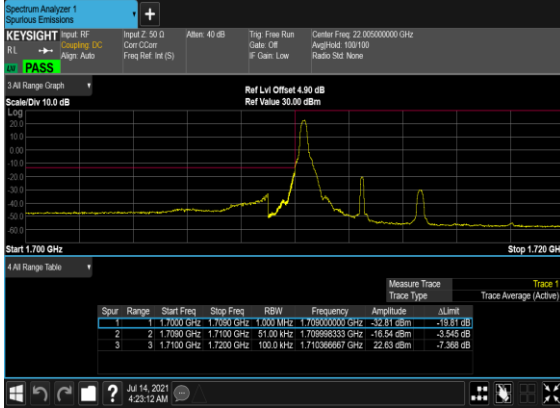 Spectrum Analyzer 1
Spurious Emissions
+
KEYSIGHT Input: RF Input Z: 50 Ω Atten: 40 dB Trig: Free Run Center Freq: 22.005000000 GHz
RL Coupling: DC Corr CCorr Gate: Off Avg|Hold: 100/100
Align: Auto Freq Ref: Int (S) IF Gain: Low Radio Std: None
LXI PASS
3.All Range Graph Ref Lvl Offset 4.90 dB
Scale/Div 10.0 dB Ref Value 30.00 dBm
Log
20.0
10.0
0.00
-10.0
-20.0
-30.0
-40.0
-50.0
-60.0
Start 1.700 GHz Stop 1.720 GH
4.All Range Table
Measure Trace Trace 1
Trace Type Trace Average (Active)
Spur Range Start Freq Stop Freq RBW Frequency Amplitude ΔLimit
1 1 1.7000 GHz 1.7090 GHz 1.000 MHz 1.709000000 GHz -32.81 dBm -19.81 dB
2 2 1.7090 GHz 1.7100 GHz 51.00 kHz 1.709998333 GHz -16.54 dBm -3.545 dB
3 3 1.7100 GHz 1.7200 GHz 100.0 kHz 1.710366667 GHz 22.63 dBm -7.368 dB
? Jul 14, 2021
4:23:12 AM